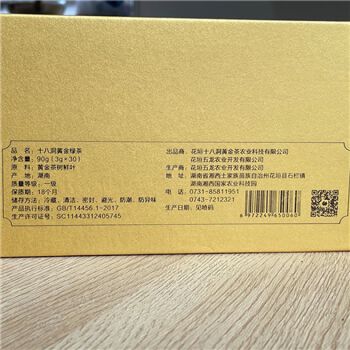 品名：十八洞黄金绿茶
净含量：90g（3g×30）
原料：黄金茶树鲜叶
产地：湖南
质量等级：一级
保质期：18个月
储存方法：冷藏、清洁、密封、避光、防潮、防异味
产品执行标准：GB/T14456.1-2017
生产许可证号：SC11443312405745
出品商：花垣十八洞黄金茶农业科技有限公司
花垣五龙农业开发有限公司
生产商：花垣五龙农业开发有限公司
地址：湖南省湘西土家族苗族自治州花垣县石栏镇
湖南湘西国家农业科技园
电话：0731-85811951
0743-7212321
生产日期：见喷码
6972249650060